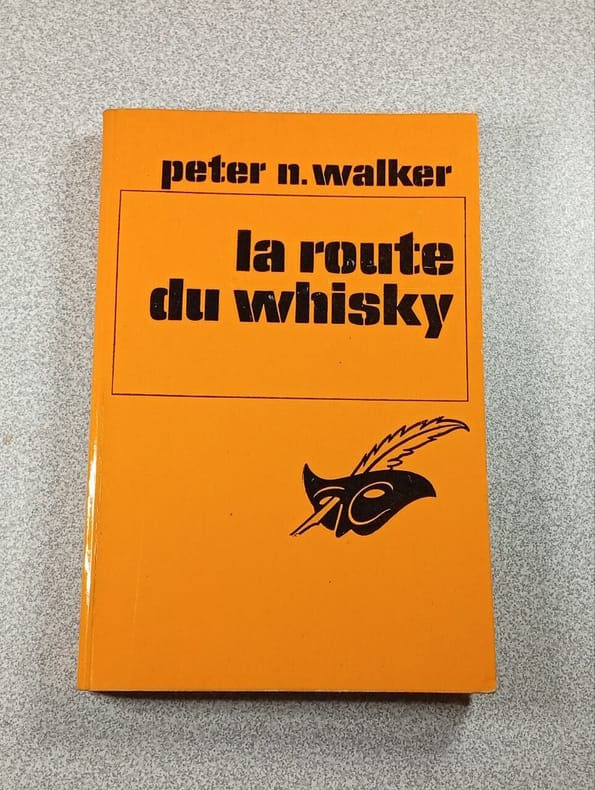 peter n. walker
la route
du whisky